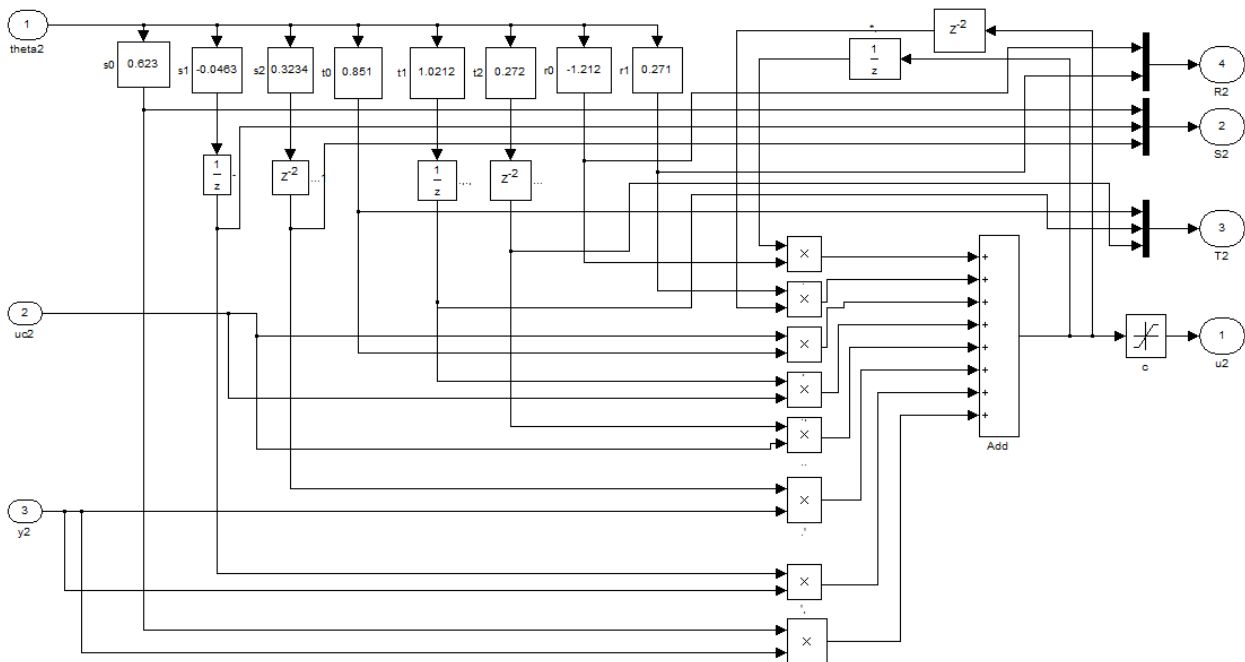 1
theta2
s0 0.623
s1 -0.0463
s2 0.3234
t0 0.851
t1 1.0212
t2 0.272
r0 -1.212
r1 0.271
Z-2
1
z
1
z
Z-2
1
z
Z-2
4
R2
2
S2
3
T2
2
uc2
×
×
×
×
×
×
×
×
+
+
+
+
+
+
+
+
Add
c
1
u2
3
y2